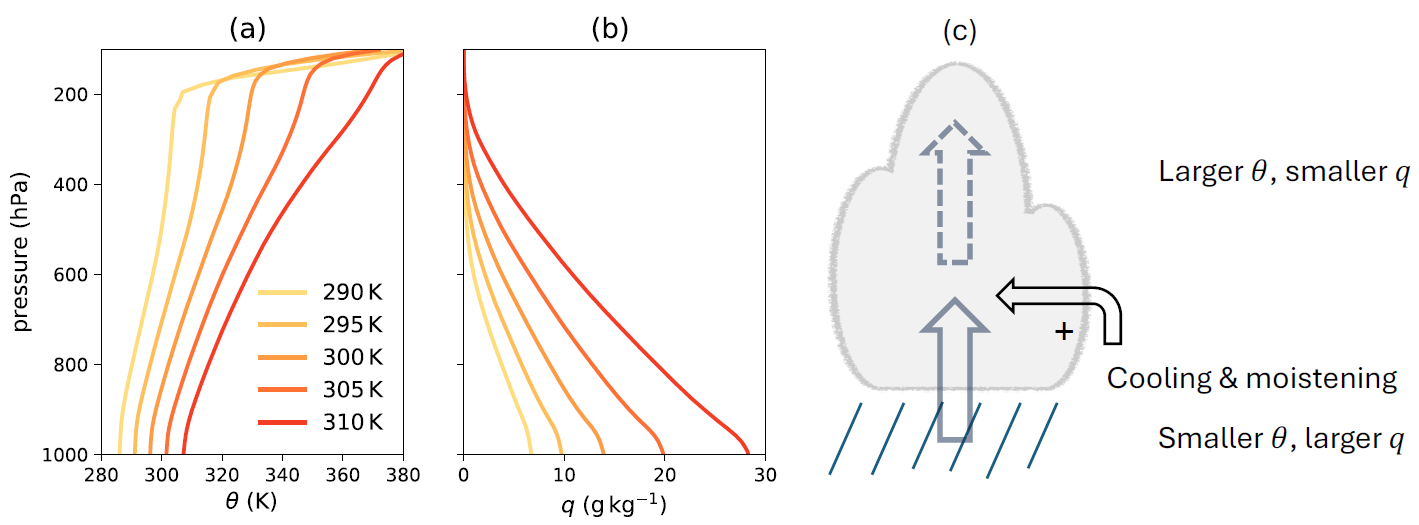 (a)
(b)
(c)
200
400
600
800
1000
pressure (hPa)
290 K
295 K
300 K
305 K
310 K
280 300 320 340 360 380
θ (K)
0 10 20 30
q (g kg⁻¹)
Larger θ, smaller q
+
Cooling & moistening
Smaller θ, larger q